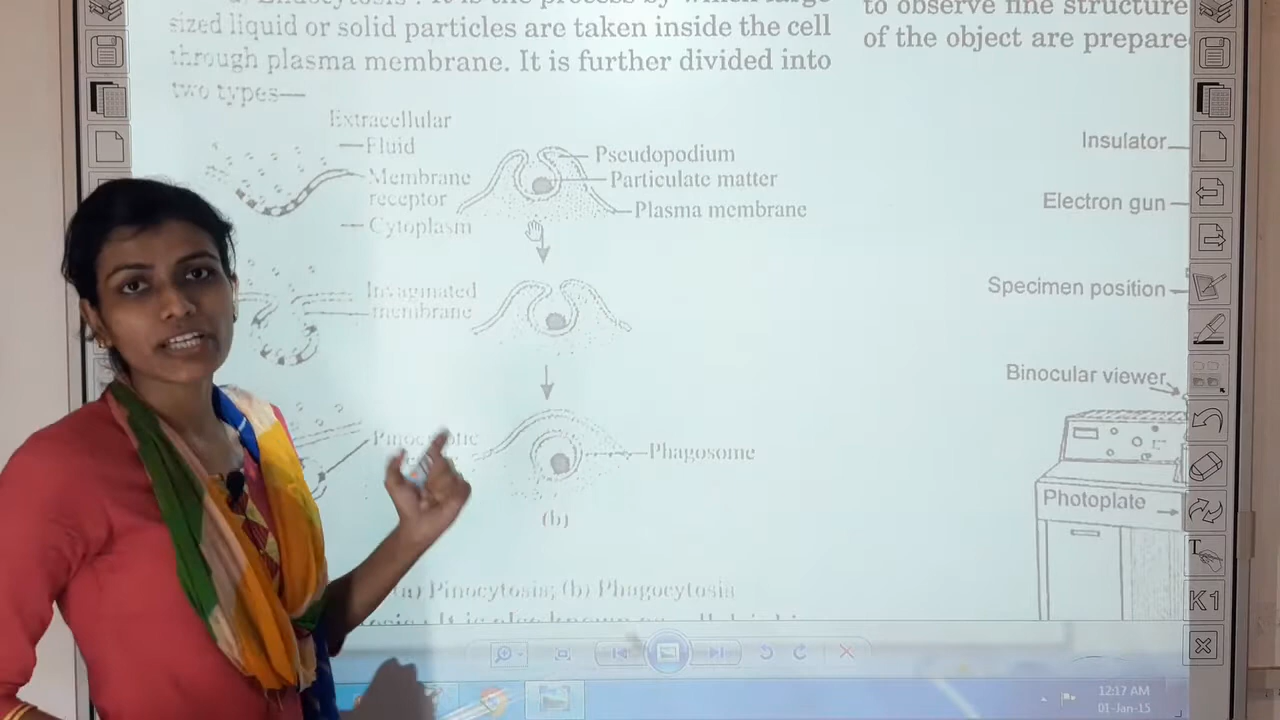 sized liquid or solid particles are taken inside the cell
through plasma membrane. It is further divided into
two types—
to observe fine structure
of the object are prepare
Extracellular
Fluid
Membrane
receptor
Cytoplasm
Pseudopodium
Particulate matter
Plasma membrane
Invaginated
membrane
Phagosome
(b)
(a) Pinocytosis; (b) Phagocytosis
Insulator
Electron gun
Specimen position
Binocular viewer
Photoplate
T
K1
12:17 AM
01-Jan-15